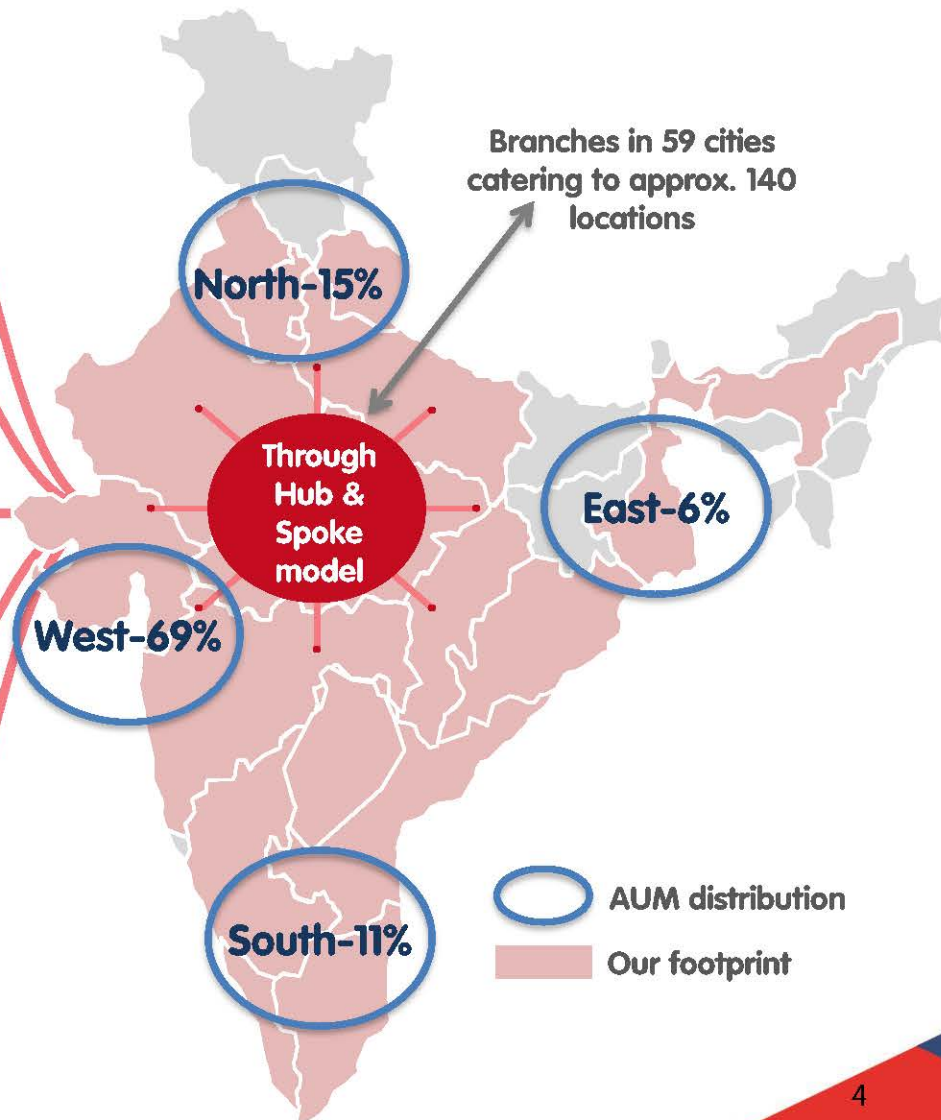 Branches in 59 cities
catering to approx. 140
locations
North-15%
Through
Hub &
Spoke
model
East-6%
West-69%
South-11%
AUM distribution
Our footprint
4